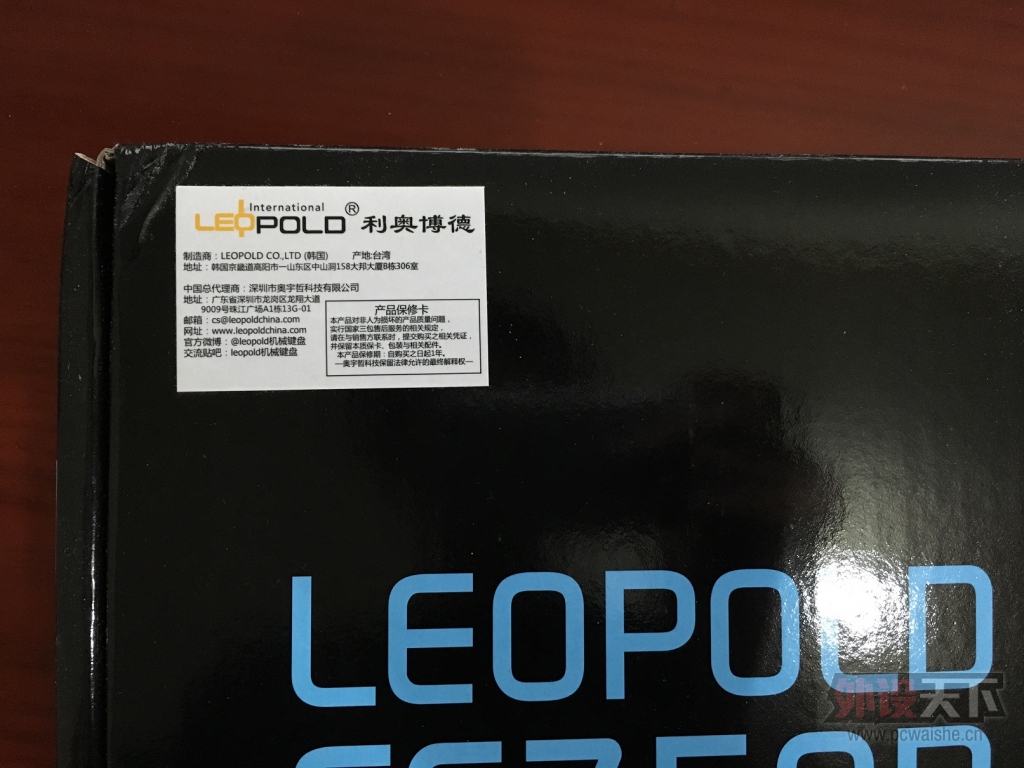 International
LEOPOLD® 利奥博德
制造商：LEOPOLD CO.,LTD (韩国) 产地:台湾
地址：韩国京畿道高阳市一山东区中山洞158大邦大厦B栋306室
中国总代理商：深圳市奥宇哲科技有限公司
地址：广东省深圳市龙岗区龙翔大道
9009号珠江广场A1栋13G-01
邮箱：cs@leopoldchina.com
网址：www.leopoldchina.com
官方微博：@leopold机械键盘
交流贴吧：leopold机械键盘
产品保修卡
本产品对非人为损坏的产品质量问题，
实行国家三包售后服务的相关规定，
请在与销售方联系时，提交购买之相关凭证，
并保留本质保卡、包装与相关配件。
本产品保修期：自购买之日起1年。
—奥宇哲科技保留法律允许的最终解释权—
LEOPOLD
外设天下
www.pcwaishe.cn